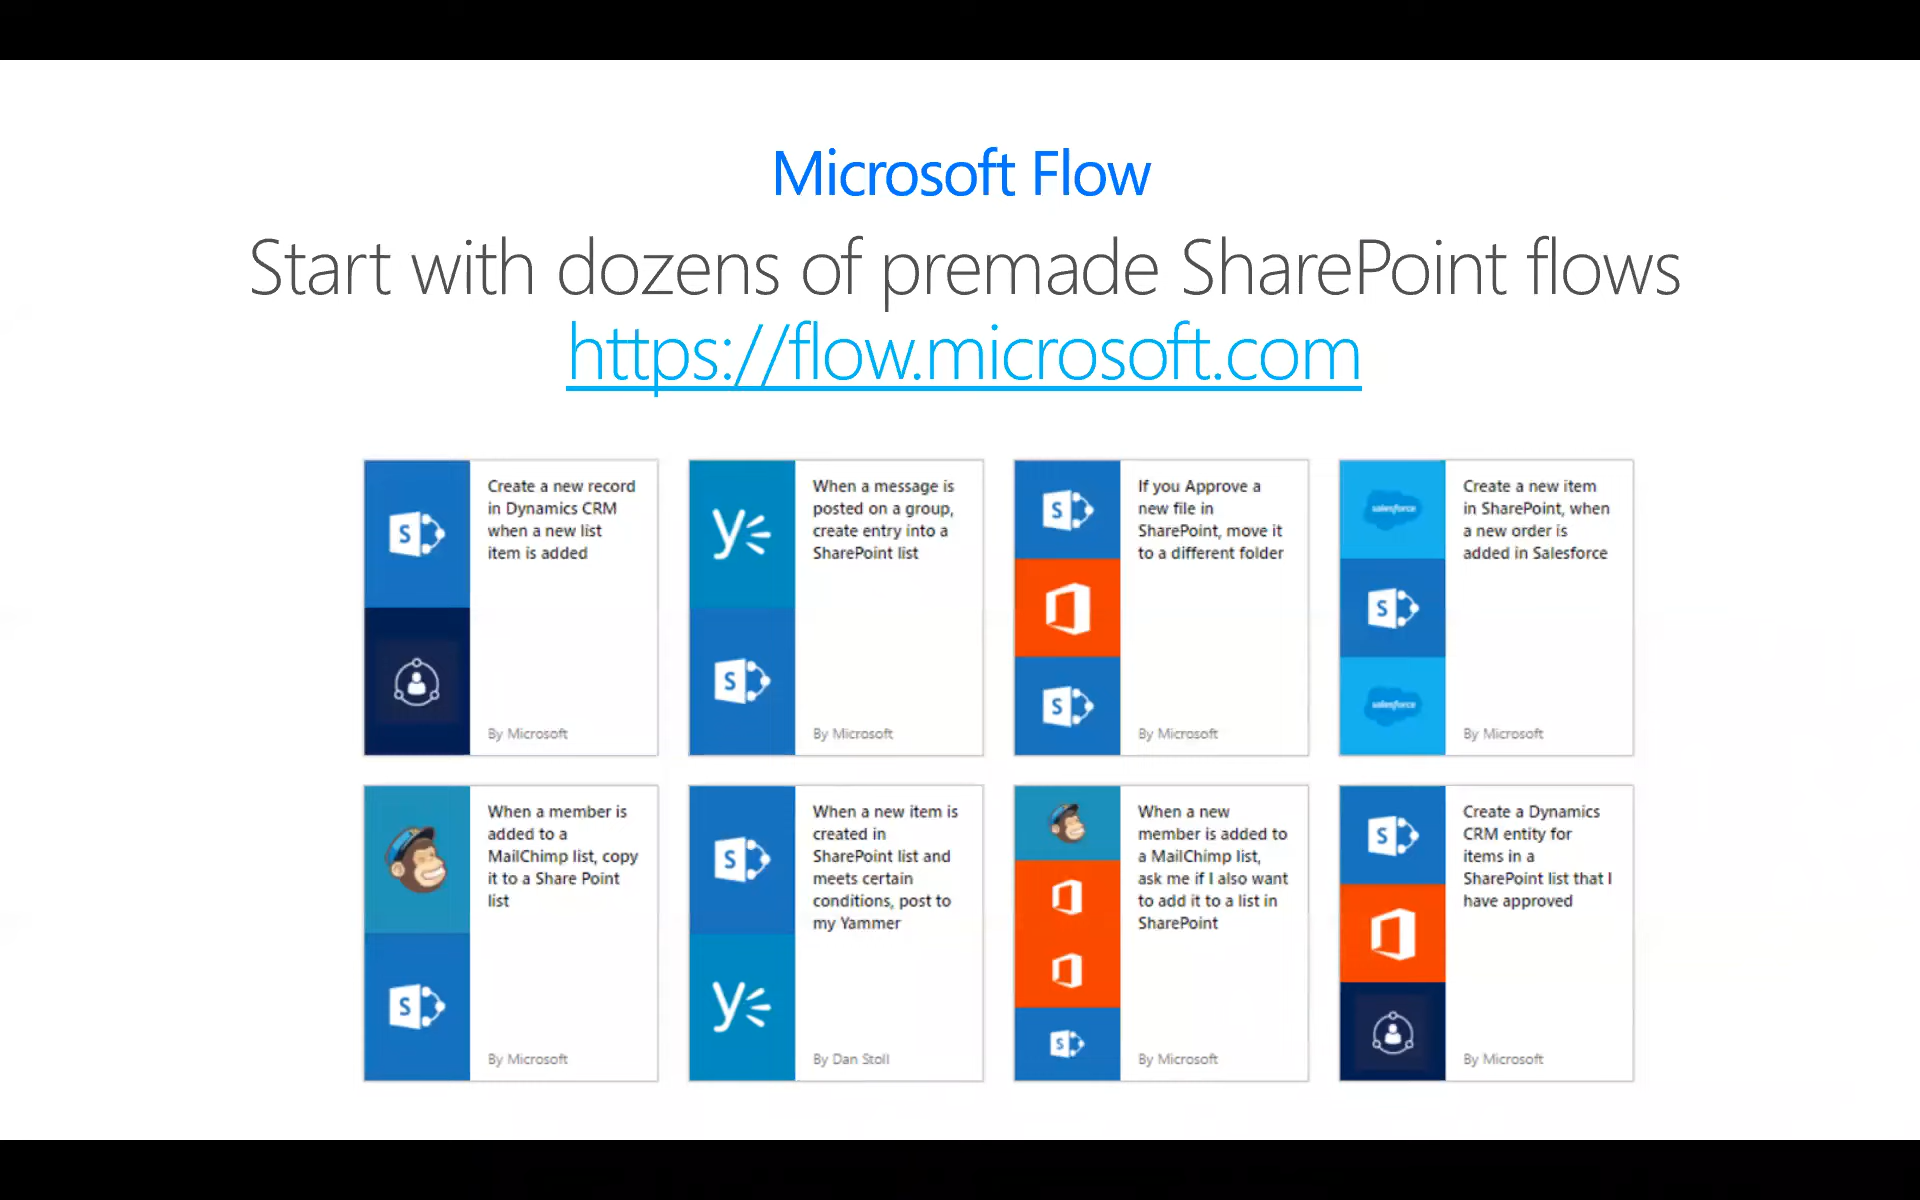 Microsoft Flow
Start with dozens of premade SharePoint flows
https://flow.microsoft.com
Create a new record
in Dynamics CRM
when a new list
item is added
By Microsoft
When a message is
posted on a group,
create entry into a
SharePoint list
By Microsoft
If you Approve a
new file in
SharePoint, move it
to a different folder
By Microsoft
salesforce
salesforce
Create a new item
in SharePoint, when
a new order is
added in Salesforce
By Microsoft
When a member is
added to a
MailChimp list, copy
it to a Share Point
list
By Microsoft
When a new item is
created in
SharePoint list and
meets certain
conditions, post to
my Yammer
By Dan Stoll
When a new
member is added to
a MailChimp list,
ask me if I also want
to add it to a list in
SharePoint
By Microsoft
Create a Dynamics
CRM entity for
items in a
SharePoint list that I
have approved
By Microsoft